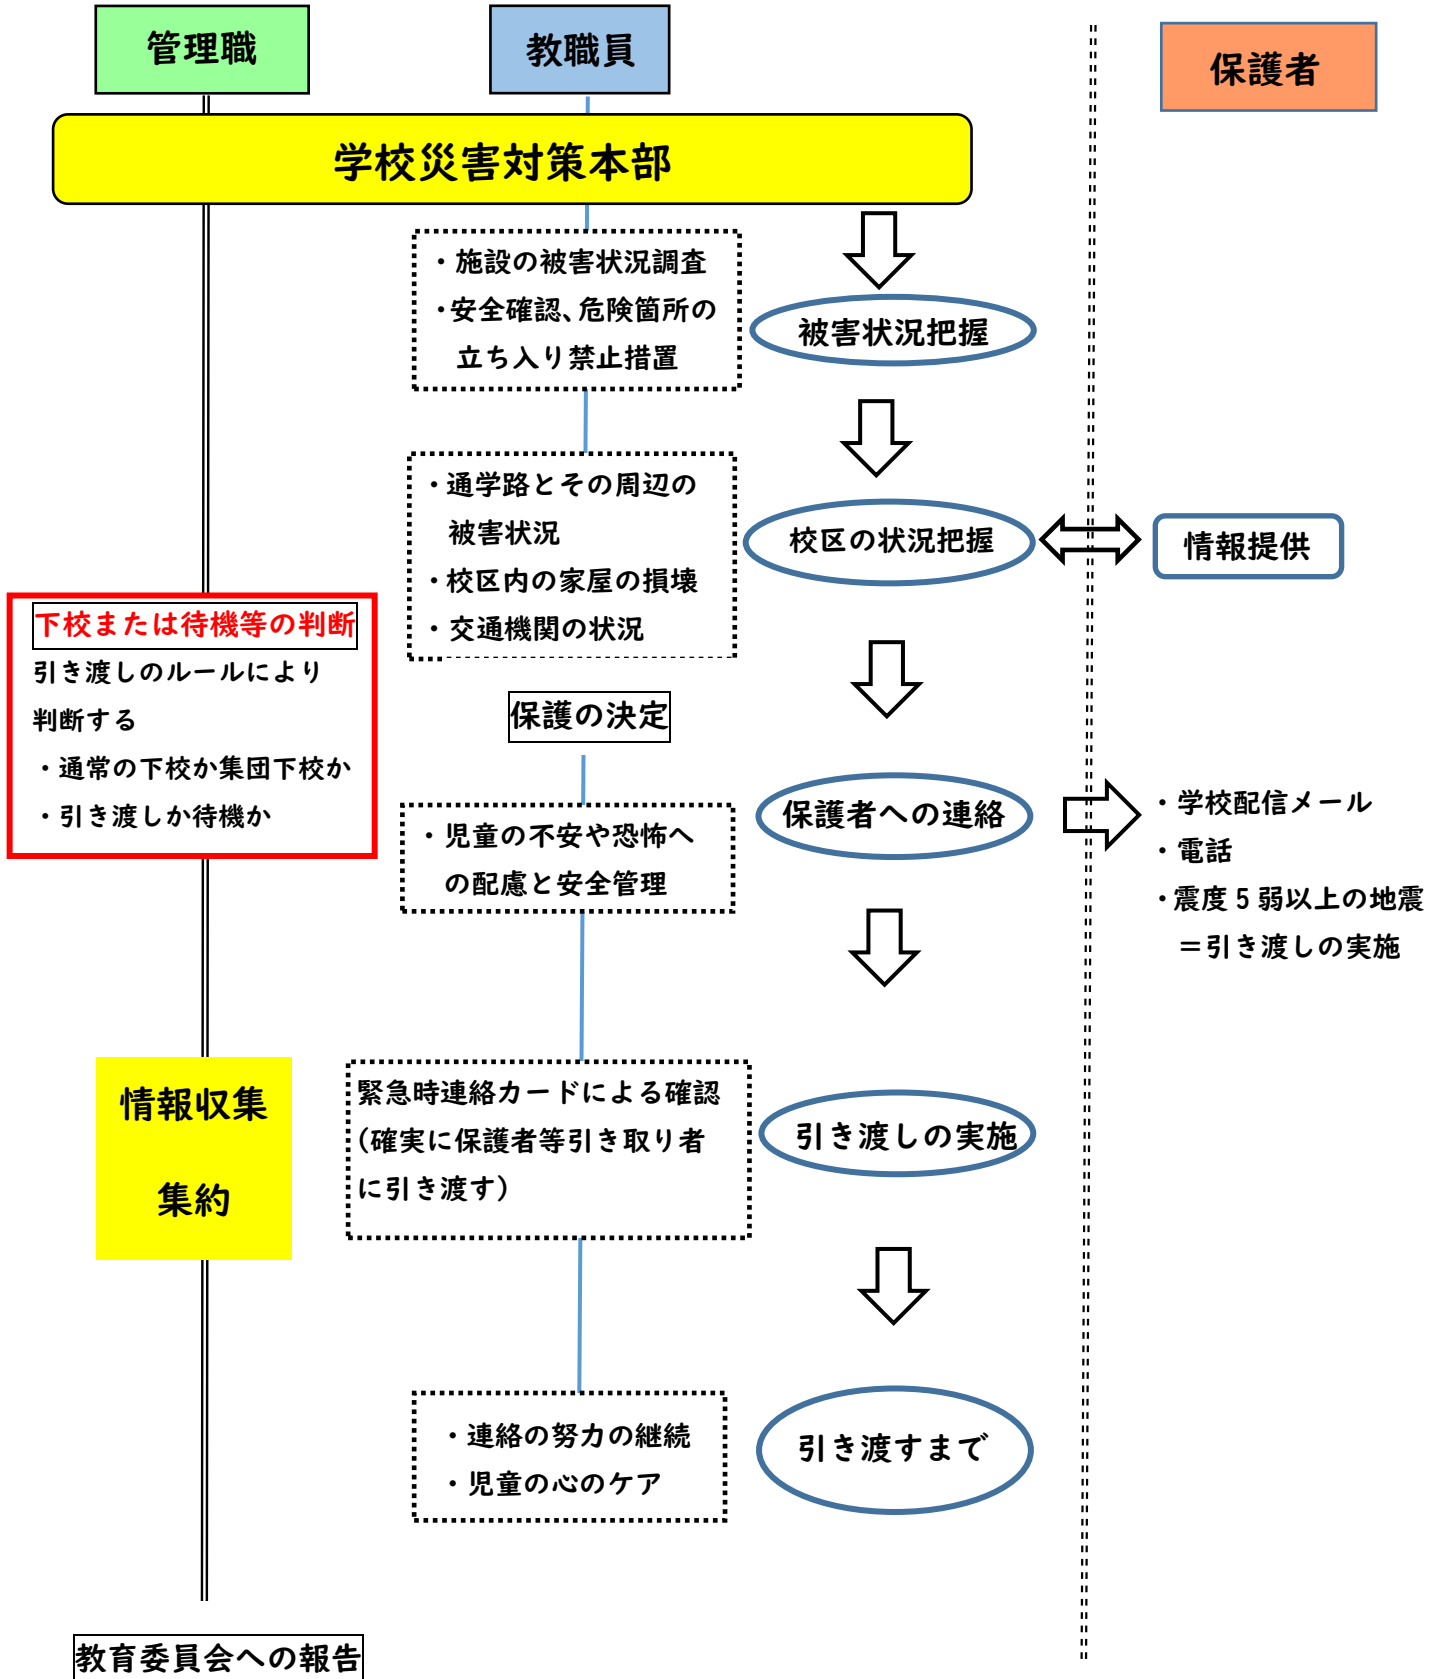 管理職
教職員
保護者
学校災害対策本部
・施設の被害状況調査
・安全確認、危険箇所の
立ち入り禁止措置
被害状況把握
・通学路とその周辺の
被害状況
・校区内の家屋の損壊
・交通機関の状況
校区の状況把握
情報提供
下校または待機等の判断
引き渡しのルールにより
判断する
・通常の下校か集団下校か
・引き渡しか待機か
保護の決定
・児童の不安や恐怖へ
の配慮と安全管理
保護者への連絡
・学校配信メール
・電話
・震度5弱以上の地震
＝引き渡しの実施
情報収集
集約
緊急時連絡カードによる確認
(確実に保護者等引き取り者
に引き渡す)
引き渡しの実施
・連絡の努力の継続
・児童の心のケア
引き渡すまで
教育委員会への報告